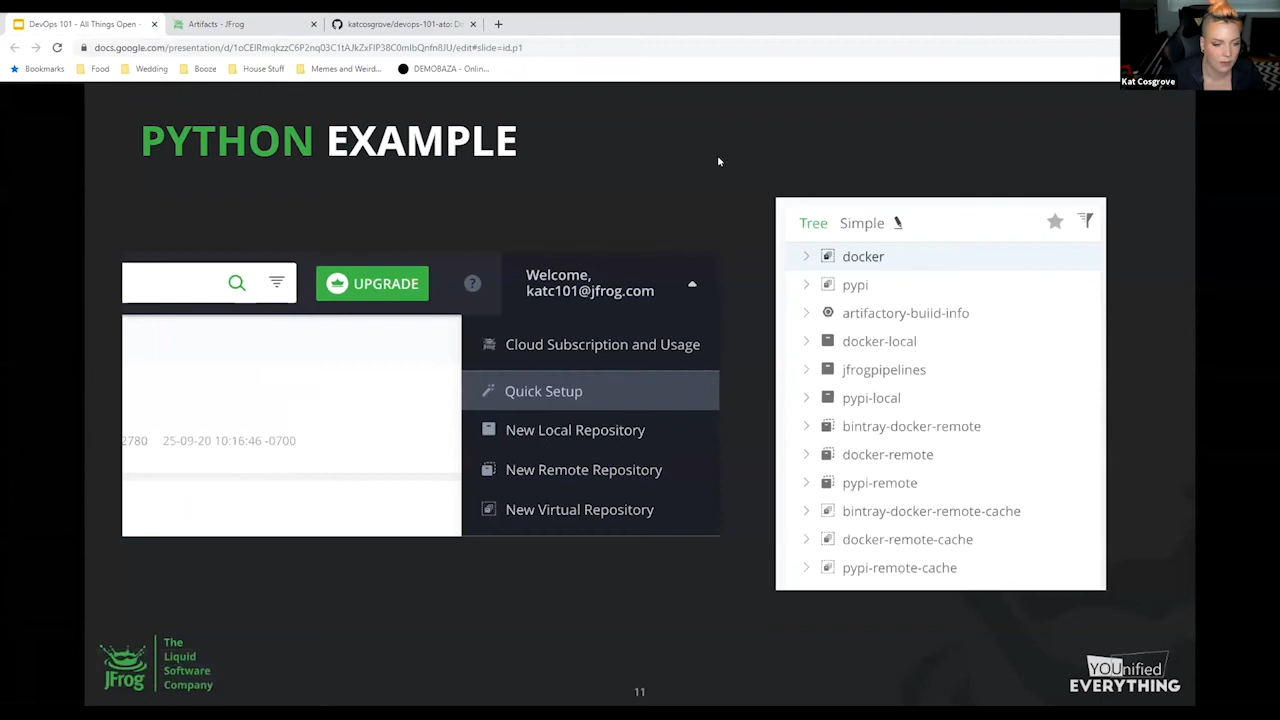 DevOps 101 - All Things Open -
Artifacts - JFrog
katcosgrove/devops-101-ato: De
docs.google.com/presentation/d/1oCEIRmqkzzC6P2nq03C1tAJkZxFIP38C0mIbQnfn8JU/edit#slide=id.p1
Bookmarks
Food
Wedding
Booze
House Stuff
Memes and Weird...
DEMOBAZA - Onlin...
Kat Cosgrove
PYTHON EXAMPLE
UPGRADE
?
Welcome,
katc101@jfrog.com
Cloud Subscription and Usage
Quick Setup
New Local Repository
New Remote Repository
New Virtual Repository
2780 25-09-20 10:16:46 -0700
Tree Simple
docker
pypi
artifactory-build-info
docker-local
jfrogpipelines
pypi-local
bintray-docker-remote
docker-remote
pypi-remote
bintray-docker-remote-cache
docker-remote-cache
pypi-remote-cache
JFrog
The
Liquid
Software
Company
11
YOUnified
EVERYTHING